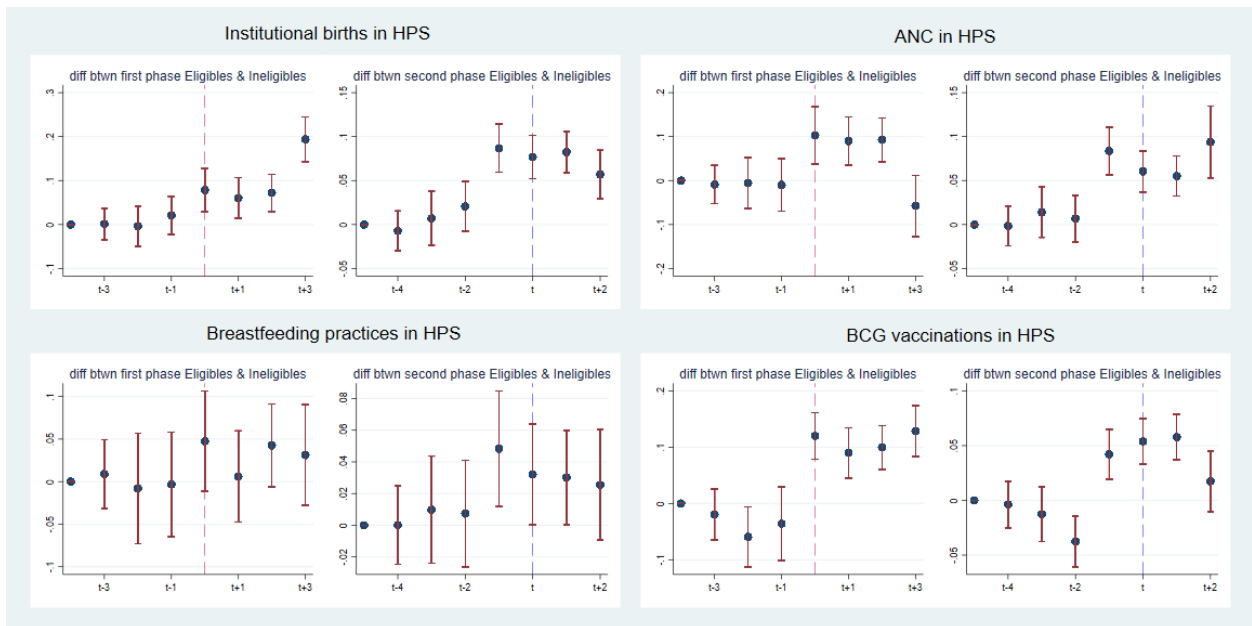 Institutional births in HPS
diff btwn first phase Eligibles & Ineligibles
.3
.2
.1
0
-.1
t-3
t-1
t+1
t+3
diff btwn second phase Eligibles & Ineligibles
.15
.1
.05
0
-.05
t-4
t-2
t
t+2
ANC in HPS
diff btwn first phase Eligibles & Ineligibles
.2
.1
0
-.1
-.2
t-3
t-1
t+1
t+3
diff btwn second phase Eligibles & Ineligibles
.15
.1
.05
0
-.05
t-4
t-2
t
t+2
Breastfeeding practices in HPS
diff btwn first phase Eligibles & Ineligibles
.1
.05
0
-.05
-.1
t-3
t-1
t+1
t+3
diff btwn second phase Eligibles & Ineligibles
.08
.06
.04
.02
0
-.02
t-4
t-2
t
t+2
BCG vaccinations in HPS
diff btwn first phase Eligibles & Ineligibles
.2
.1
0
-.1
t-3
t-1
t+1
t+3
diff btwn second phase Eligibles & Ineligibles
.1
.05
0
-.05
t-4
t-2
t
t+2